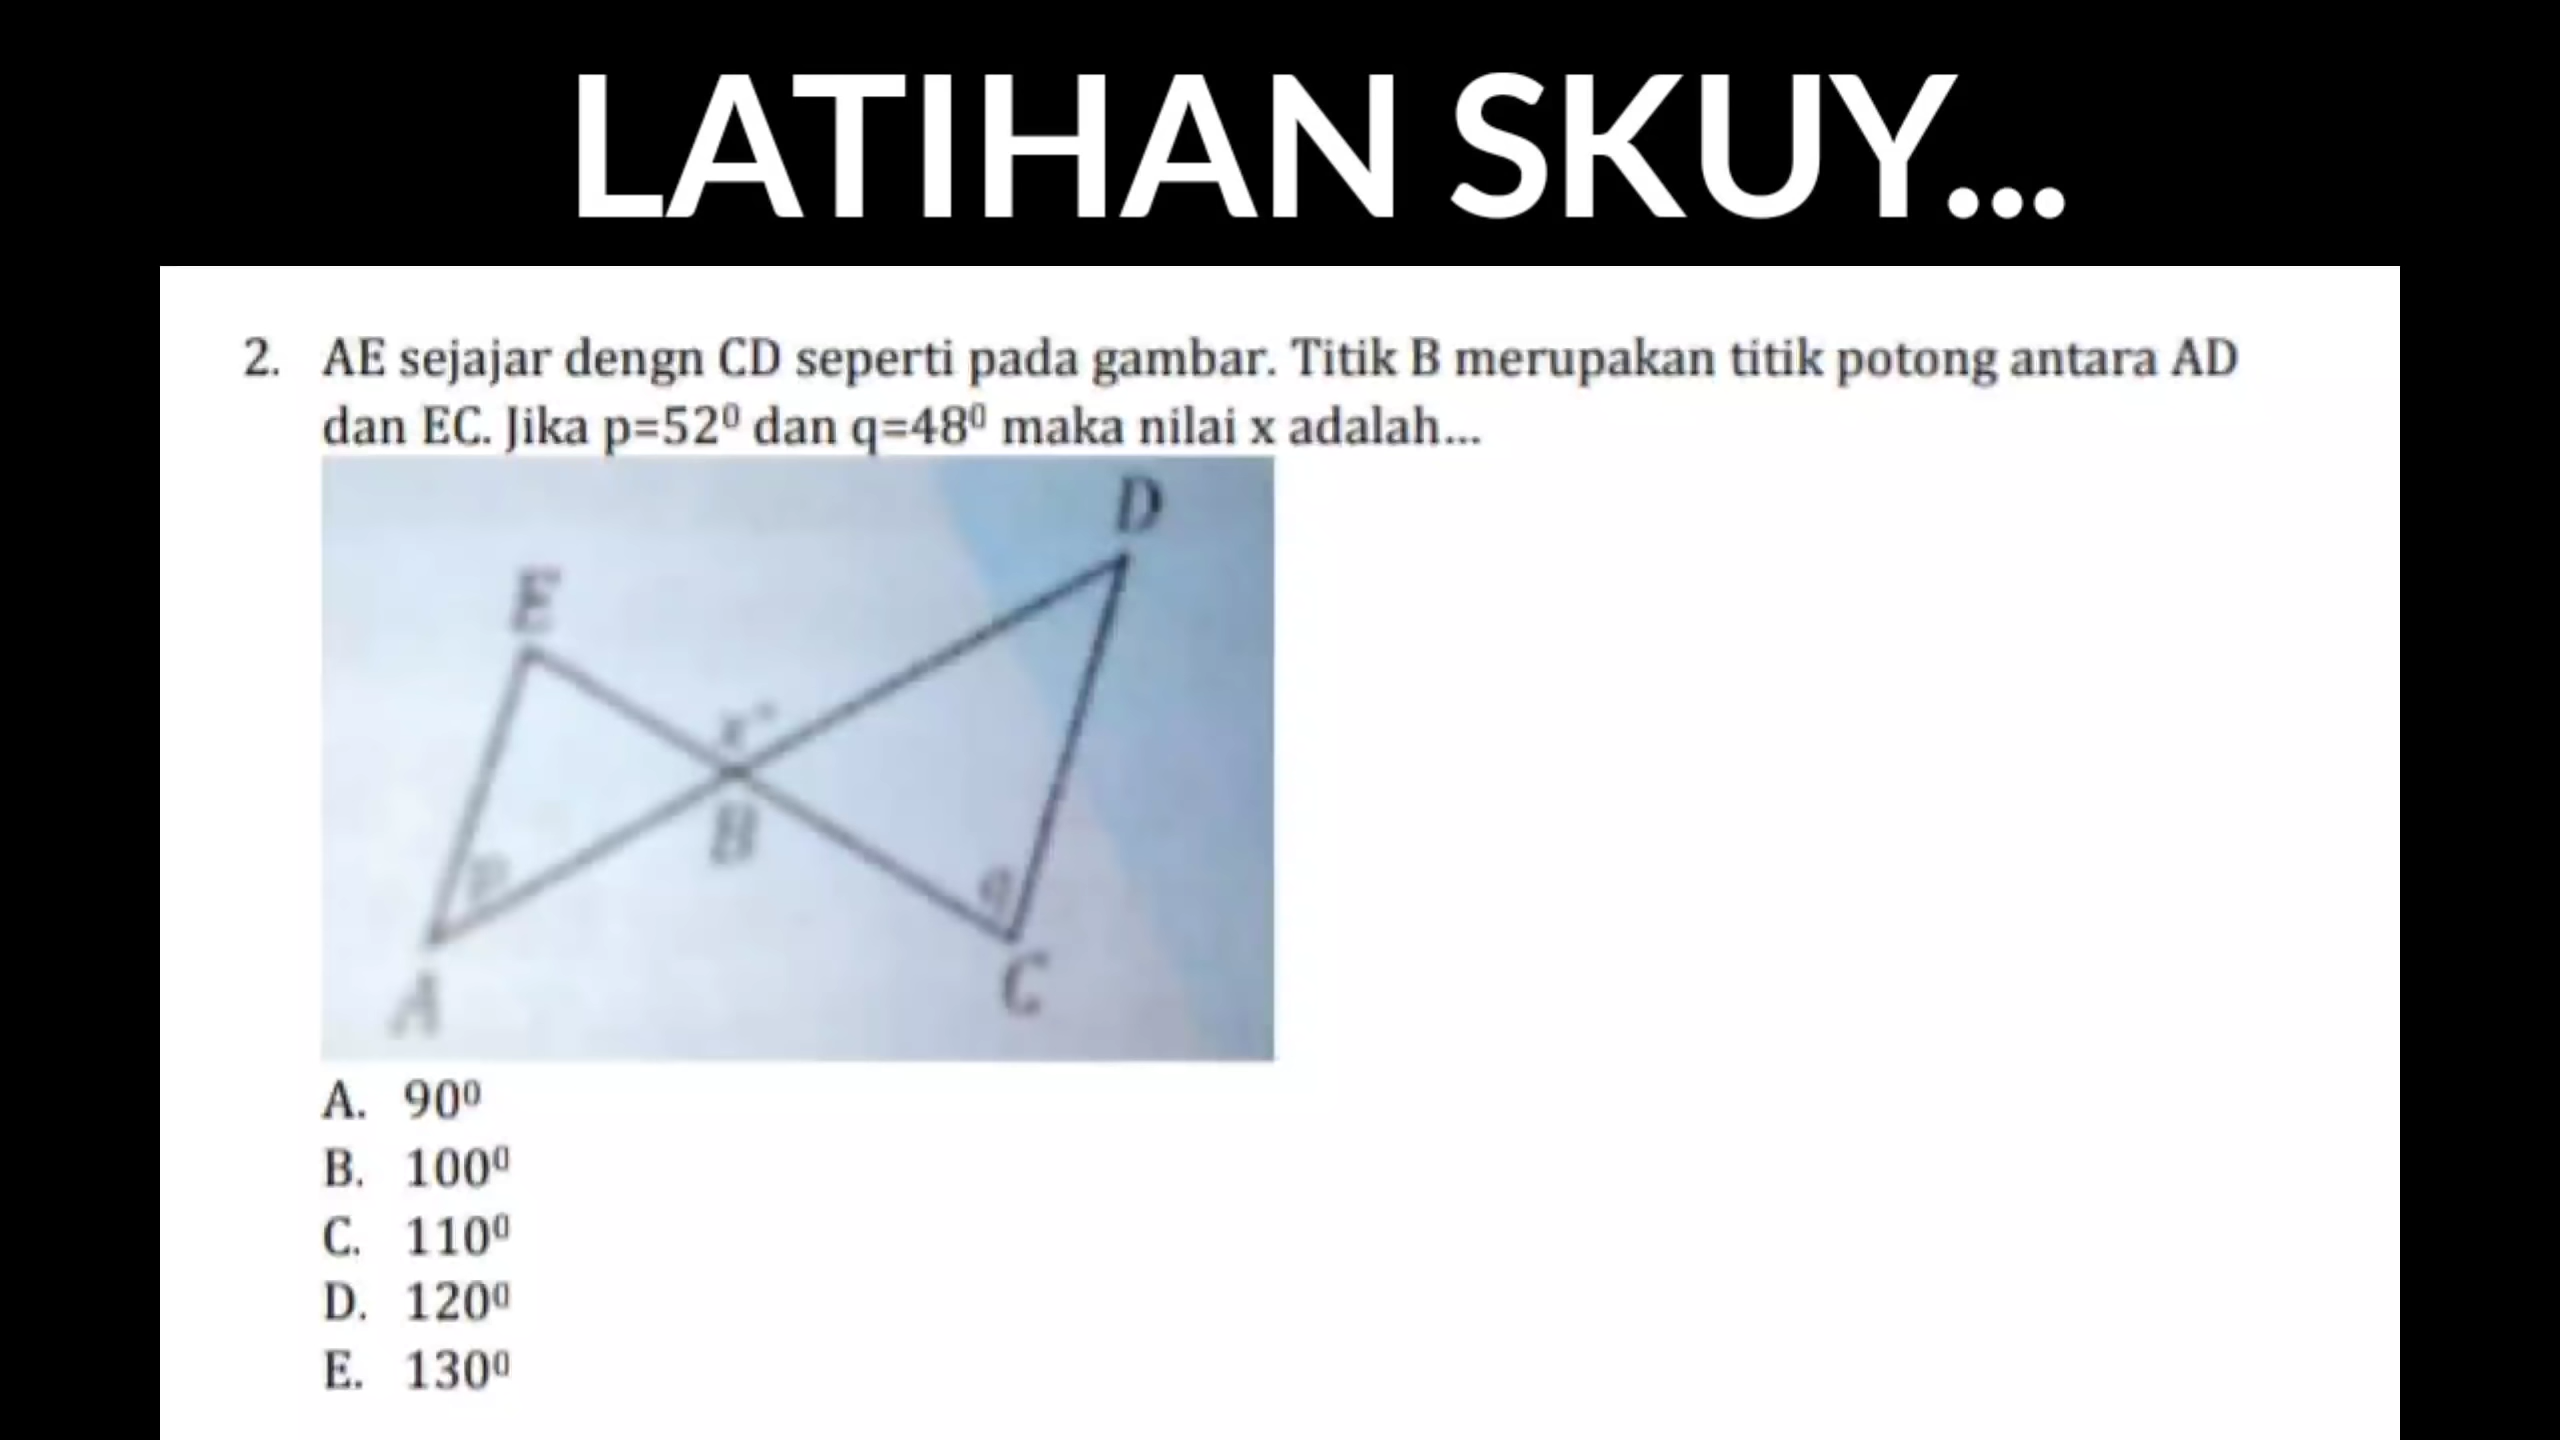 LATIHAN SKUY...
2. AE sejajar dengn CD seperti pada gambar. Titik B merupakan titik potong antara AD
dan EC. Jika p=52⁰ dan q=48⁰ maka nilai x adalah...
D
E
x°
B
p
q
A
C
A. 90⁰
B. 100⁰
C. 110⁰
D. 120⁰
E. 130⁰